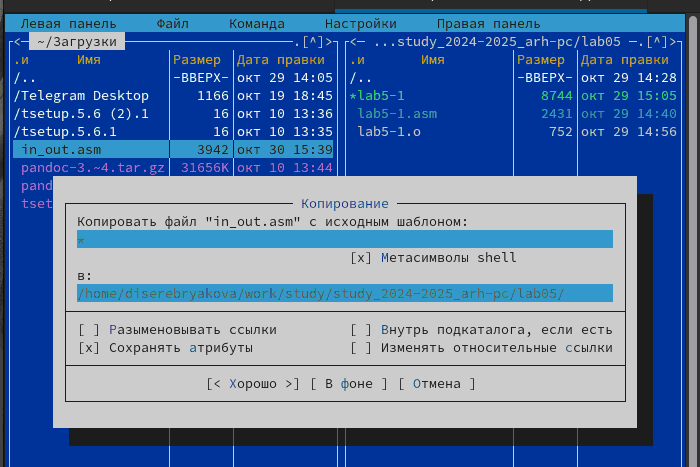 Левая панель Файл Команда Настройки Правая панель
<─ ~/Загрузки .[^]> <─ ...study_2024-2025_arh-pc/lab05 ─.[^]>
.и Имя Размер Дата правки .и Имя Размер Дата правки
/.. -ВВЕРХ- окт 29 14:05 /.. -ВВЕРХ- окт 29 14:28
/Telegram Desktop 1166 окт 19 18:45 *lab5-1 8744 окт 29 15:05
/tsetup.5.6 (2).1 16 окт 10 13:36 lab5-1.asm 2431 окт 29 14:40
/tsetup.5.6.1 16 окт 10 13:35 lab5-1.o 752 окт 29 14:56
in_out.asm 3942 окт 30 15:39
pandoc-3.~4.tar.gz 31656K окт 10 13:44
pand
tset
Копирование
Копировать файл "in_out.asm" с исходным шаблоном:
*
[x] Метасимволы shell
в:
/home/diserebryakova/work/study/study_2024-2025_arh-pc/lab05/
[ ] Разыменовывать ссылки [ ] Внутрь подкаталога, если есть
[x] Сохранять атрибуты [ ] Изменять относительные ссылки
[< Хорошо >] [ В фоне ] [ Отмена ]